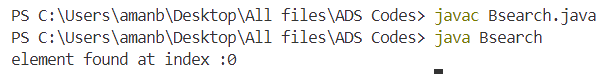 PS C:\Users\amanb\Desktop\All files\ADS Codes> javac Bsearch.java
PS C:\Users\amanb\Desktop\All files\ADS Codes> java Bsearch
element found at index :0